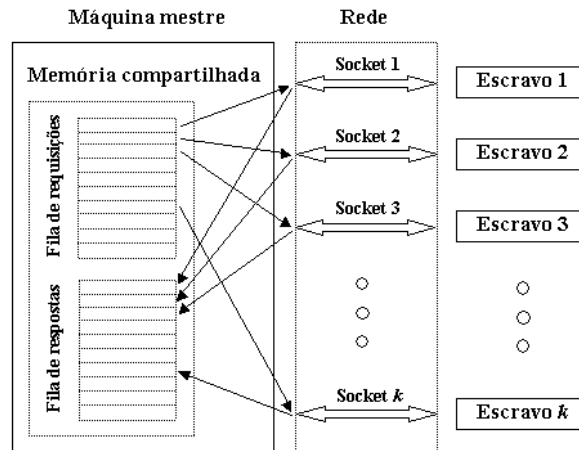 Máquina mestre
Rede
Memória compartilhada
Fila de requisições
Fila de respostas
Socket 1
Escravo 1
Socket 2
Escravo 2
Socket 3
Escravo 3
Socket k
Escravo k